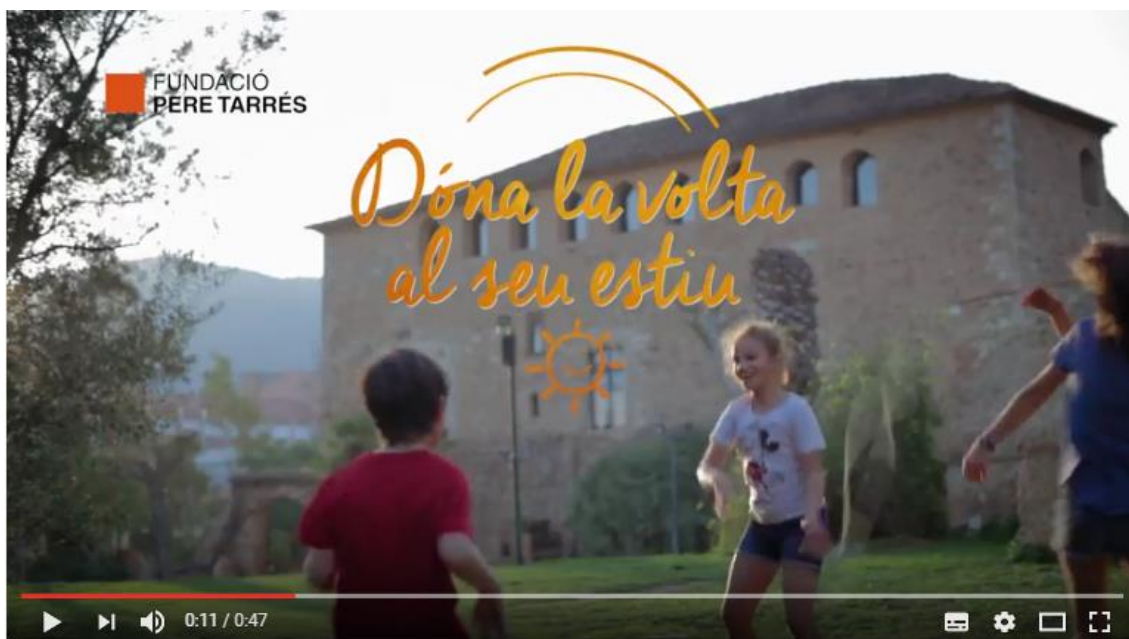 FUNDACIÓ
PERE TARRÉS
Dóna la volta
al seu estiu
0:11 / 0:47